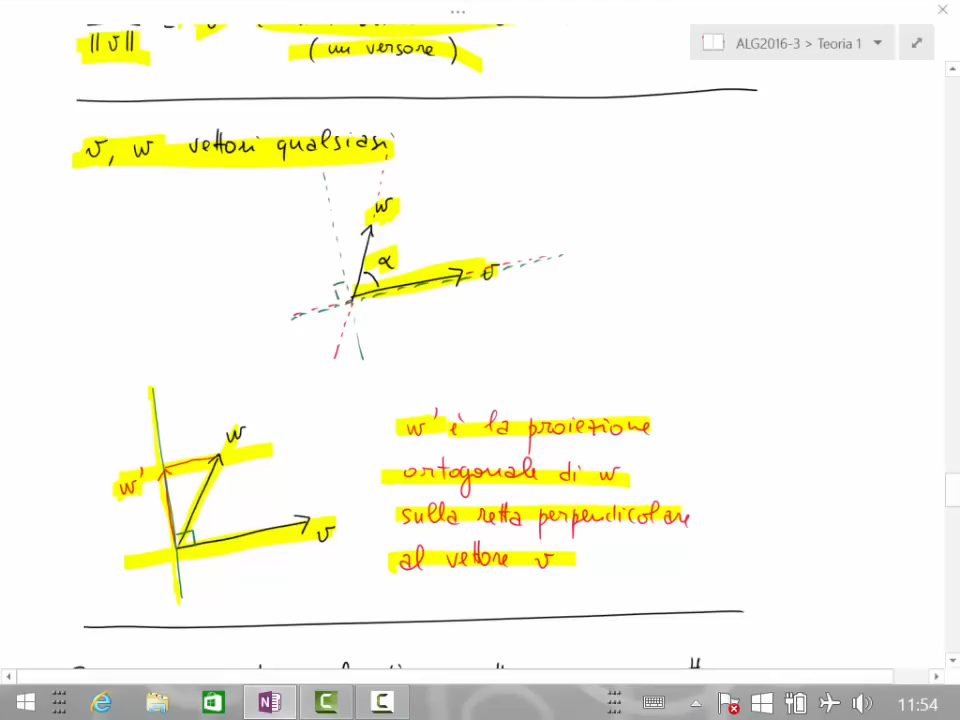 ‖v‖
(un versore)
ALG2016-3 > Teoria 1
v, w vettori qualsiasi
w
α
v
w
w'
v
w' è la proiezione
ortogonale di w
sulla retta perpendicolare
al vettore v
11:54